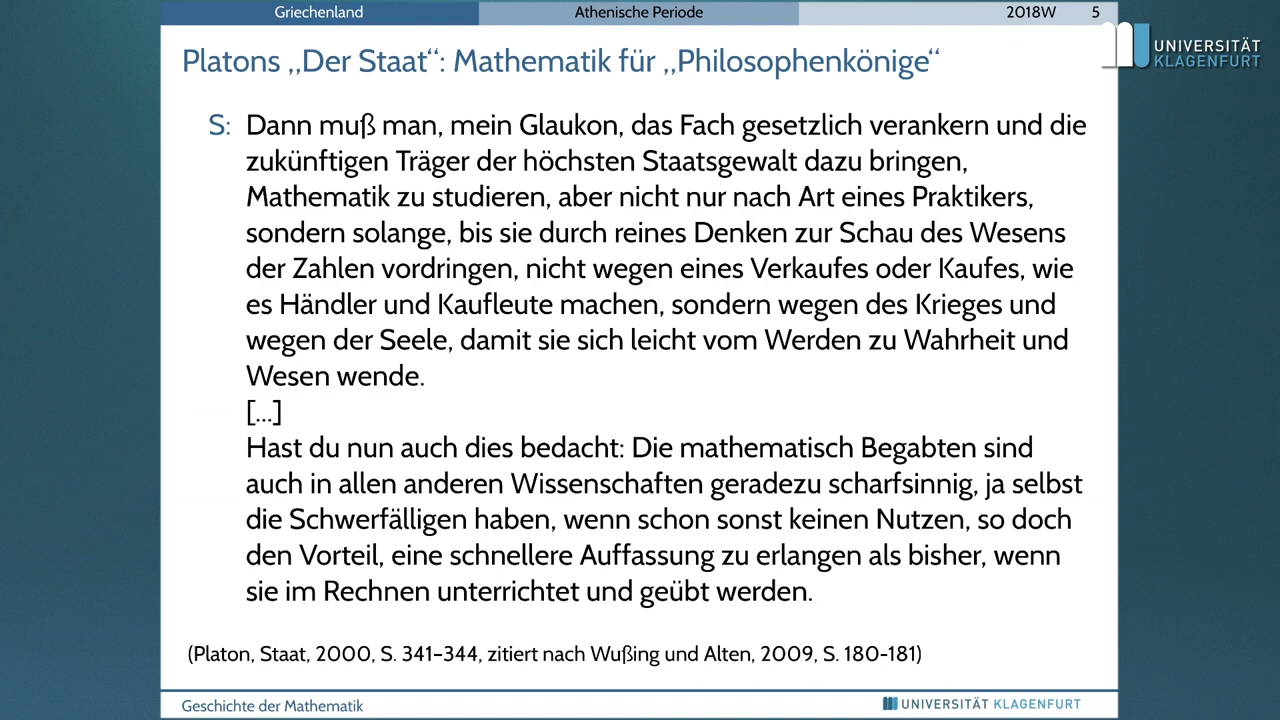 Griechenland Athenische Periode 2018W 5
UNIVERSITÄT
KLAGENFURT
Platons „Der Staat“: Mathematik für „Philosophenkönige“
S: Dann muß man, mein Glaukon, das Fach gesetzlich verankern und die
zukünftigen Träger der höchsten Staatsgewalt dazu bringen,
Mathematik zu studieren, aber nicht nur nach Art eines Praktikers,
sondern solange, bis sie durch reines Denken zur Schau des Wesens
der Zahlen vordringen, nicht wegen eines Verkaufes oder Kaufes, wie
es Händler und Kaufleute machen, sondern wegen des Krieges und
wegen der Seele, damit sie sich leicht vom Werden zu Wahrheit und
Wesen wende.
[...]
Hast du nun auch dies bedacht: Die mathematisch Begabten sind
auch in allen anderen Wissenschaften geradezu scharfsinnig, ja selbst
die Schwerfälligen haben, wenn schon sonst keinen Nutzen, so doch
den Vorteil, eine schnellere Auffassung zu erlangen als bisher, wenn
sie im Rechnen unterrichtet und geübt werden.
(Platon, Staat, 2000, S. 341–344, zitiert nach Wußing und Alten, 2009, S. 180-181)
Geschichte der Mathematik UNIVERSITÄT KLAGENFURT